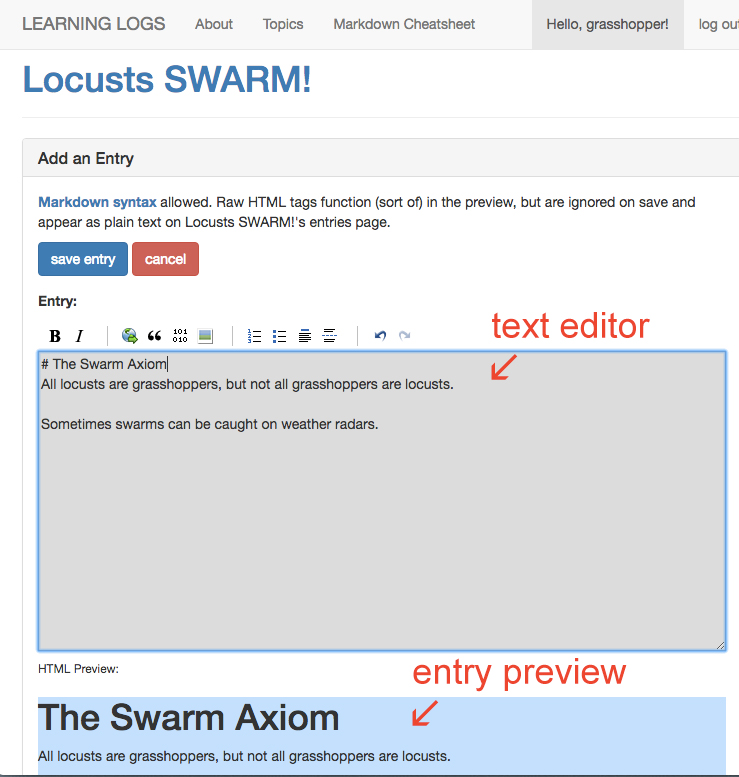 LEARNING LOGS About Topics Markdown Cheatsheet Hello, grasshopper! log out
Locusts SWARM!
Add an Entry
Markdown syntax allowed. Raw HTML tags function (sort of) in the preview, but are ignored on save and
appear as plain text on Locusts SWARM!'s entries page.
save entry cancel
Entry:
B I 101 010
text editor
# The Swarm Axiom
All locusts are grasshoppers, but not all grasshoppers are locusts.
Sometimes swarms can be caught on weather radars.
HTML Preview:
entry preview
The Swarm Axiom
All locusts are grasshoppers, but not all grasshoppers are locusts.